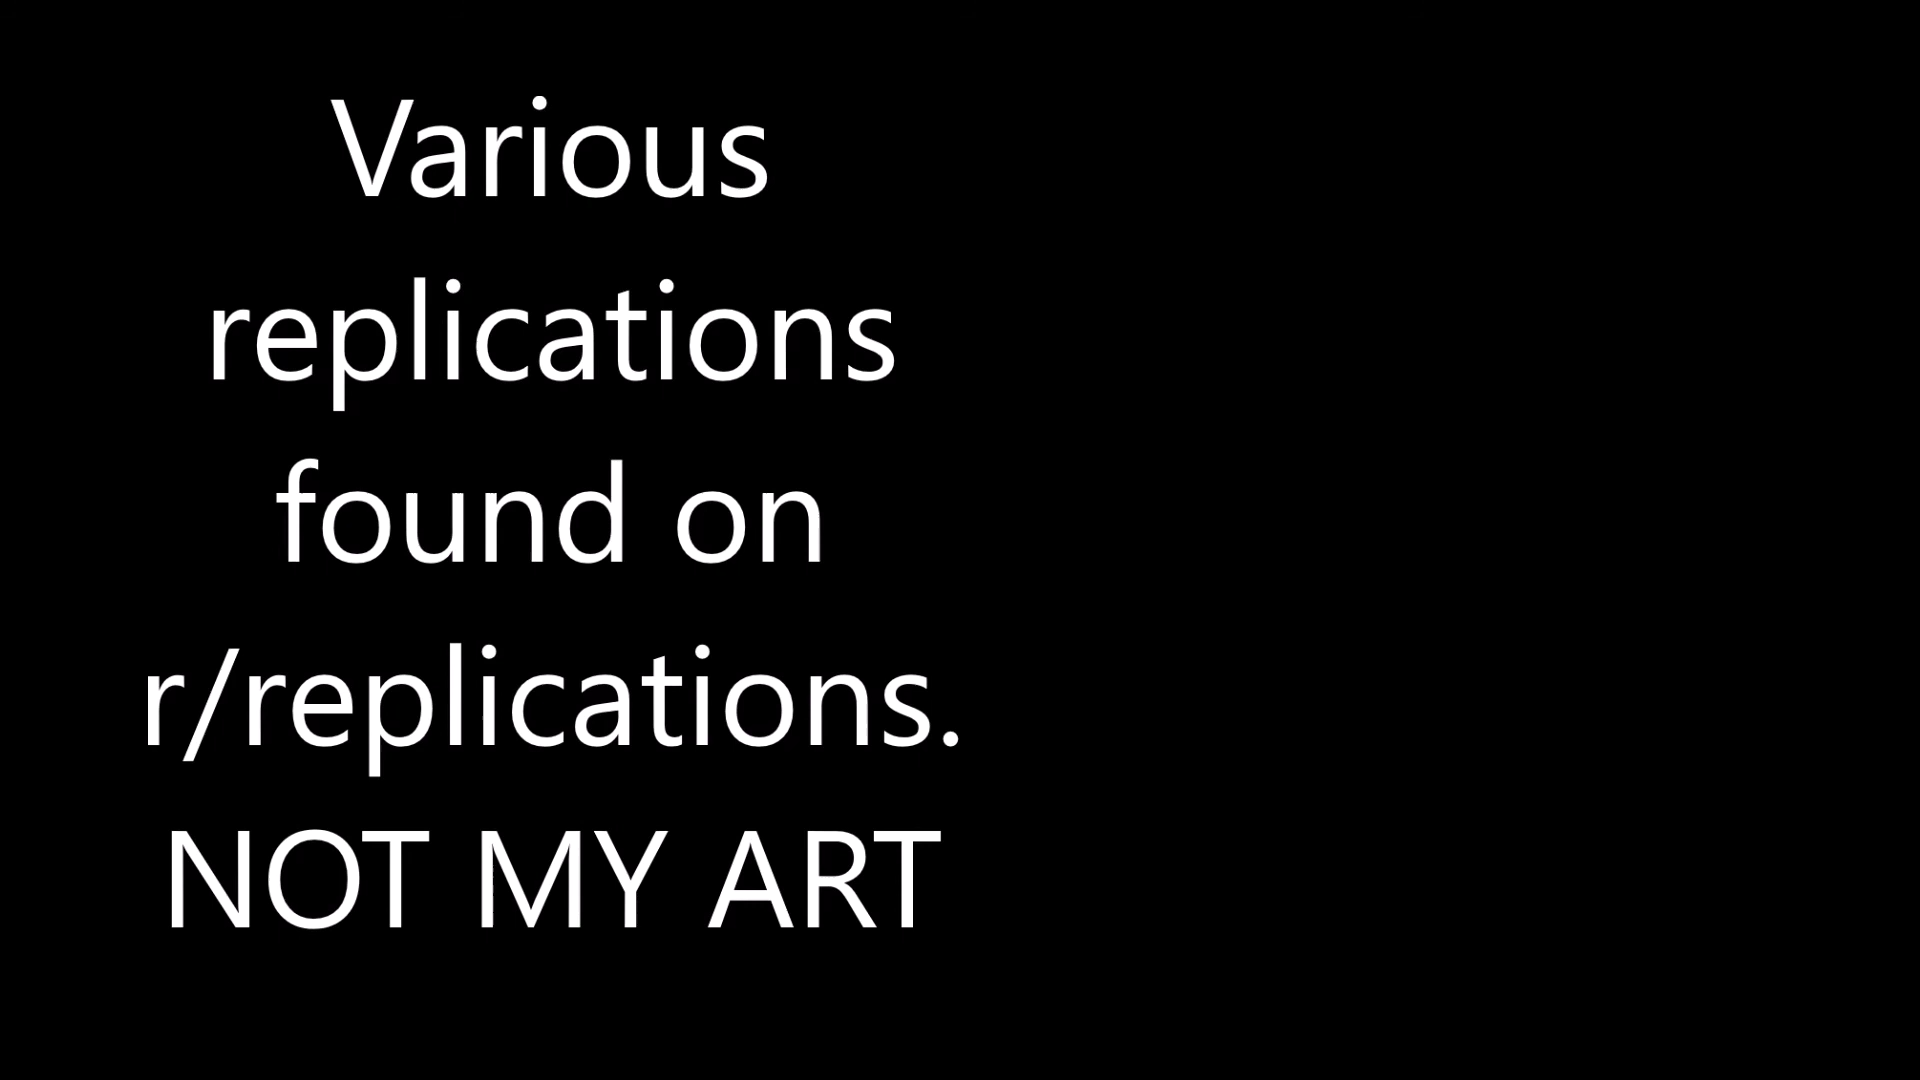 Various
replications
found on
r/replications.
NOT MY ART